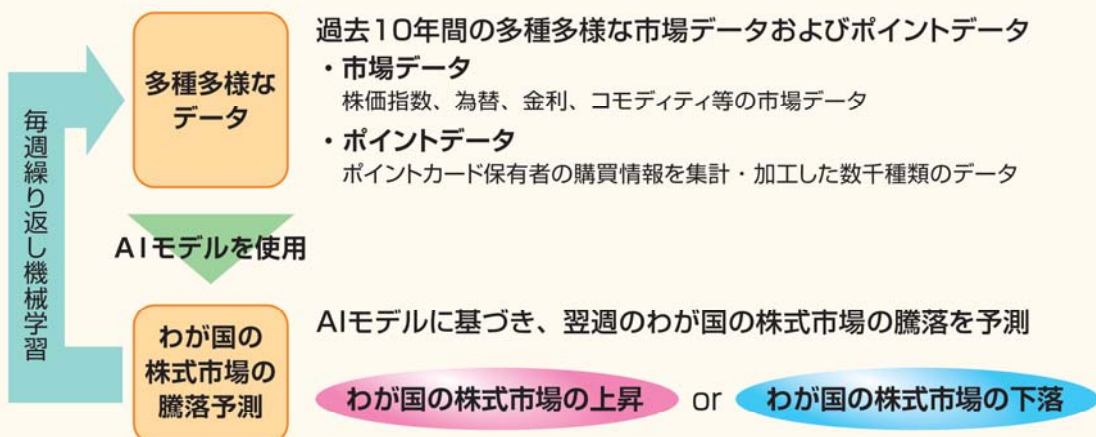 過去10年間の多種多様な市場データおよびポイントデータ
多種多様な
データ
・市場データ
株価指数、為替、金利、コモディティ等の市場データ
・ポイントデータ
ポイントカード保有者の購買情報を集計・加工した数千種類のデータ
毎週繰り返し機械学習
AIモデルを使用
わが国の
株式市場の
騰落予測
AIモデルに基づき、翌週のわが国の株式市場の騰落を予測
わが国の株式市場の上昇 or わが国の株式市場の下落